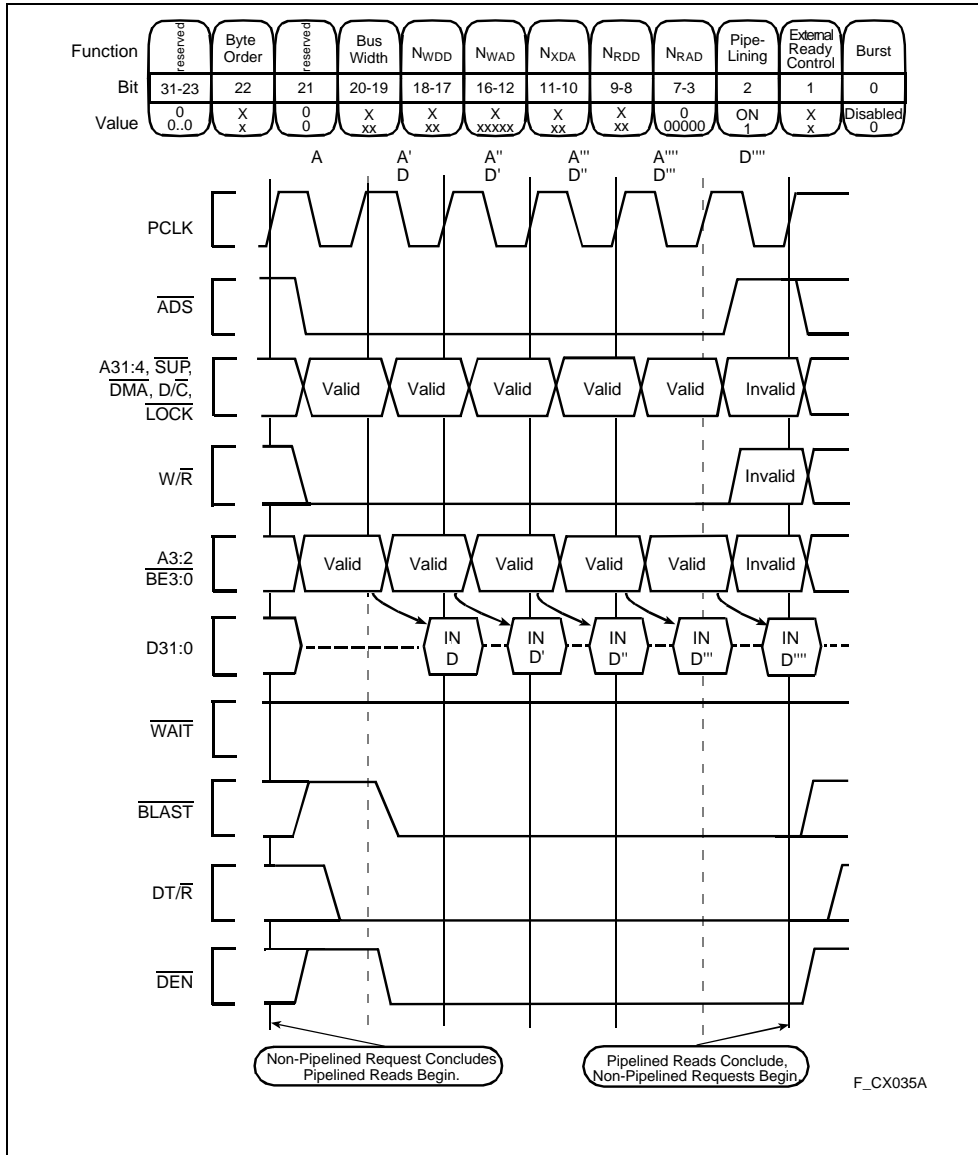 Function reserved Byte Order reserved Bus Width NWDD NWAD NXDA NRDD NRAD Pipe-Lining External Ready Control Burst
Bit 31-23 22 21 20-19 18-17 16-12 11-10 9-8 7-3 2 1 0
Value 0 X 0 X X X X X 0 ON X Disabled
0..0 x 0 xx xx xxxxx xx xx 00000 1 x 0
A A' A'' A''' A'''' D''''
D D' D'' D'''
PCLK
ADS
A31:4, SUP,
DMA, D/C,
LOCK
Valid Valid Valid Valid Valid Invalid
W/R Invalid
A3:2
BE3:0
Valid Valid Valid Valid Valid Invalid
D31:0
IN IN IN IN IN
D D' D'' D''' D''''
WAIT
BLAST
DT/R
DEN
Non-Pipelined Request Concludes
Pipelined Reads Begin.
Pipelined Reads Conclude,
Non-Pipelined Requests Begin.
F_CX035A